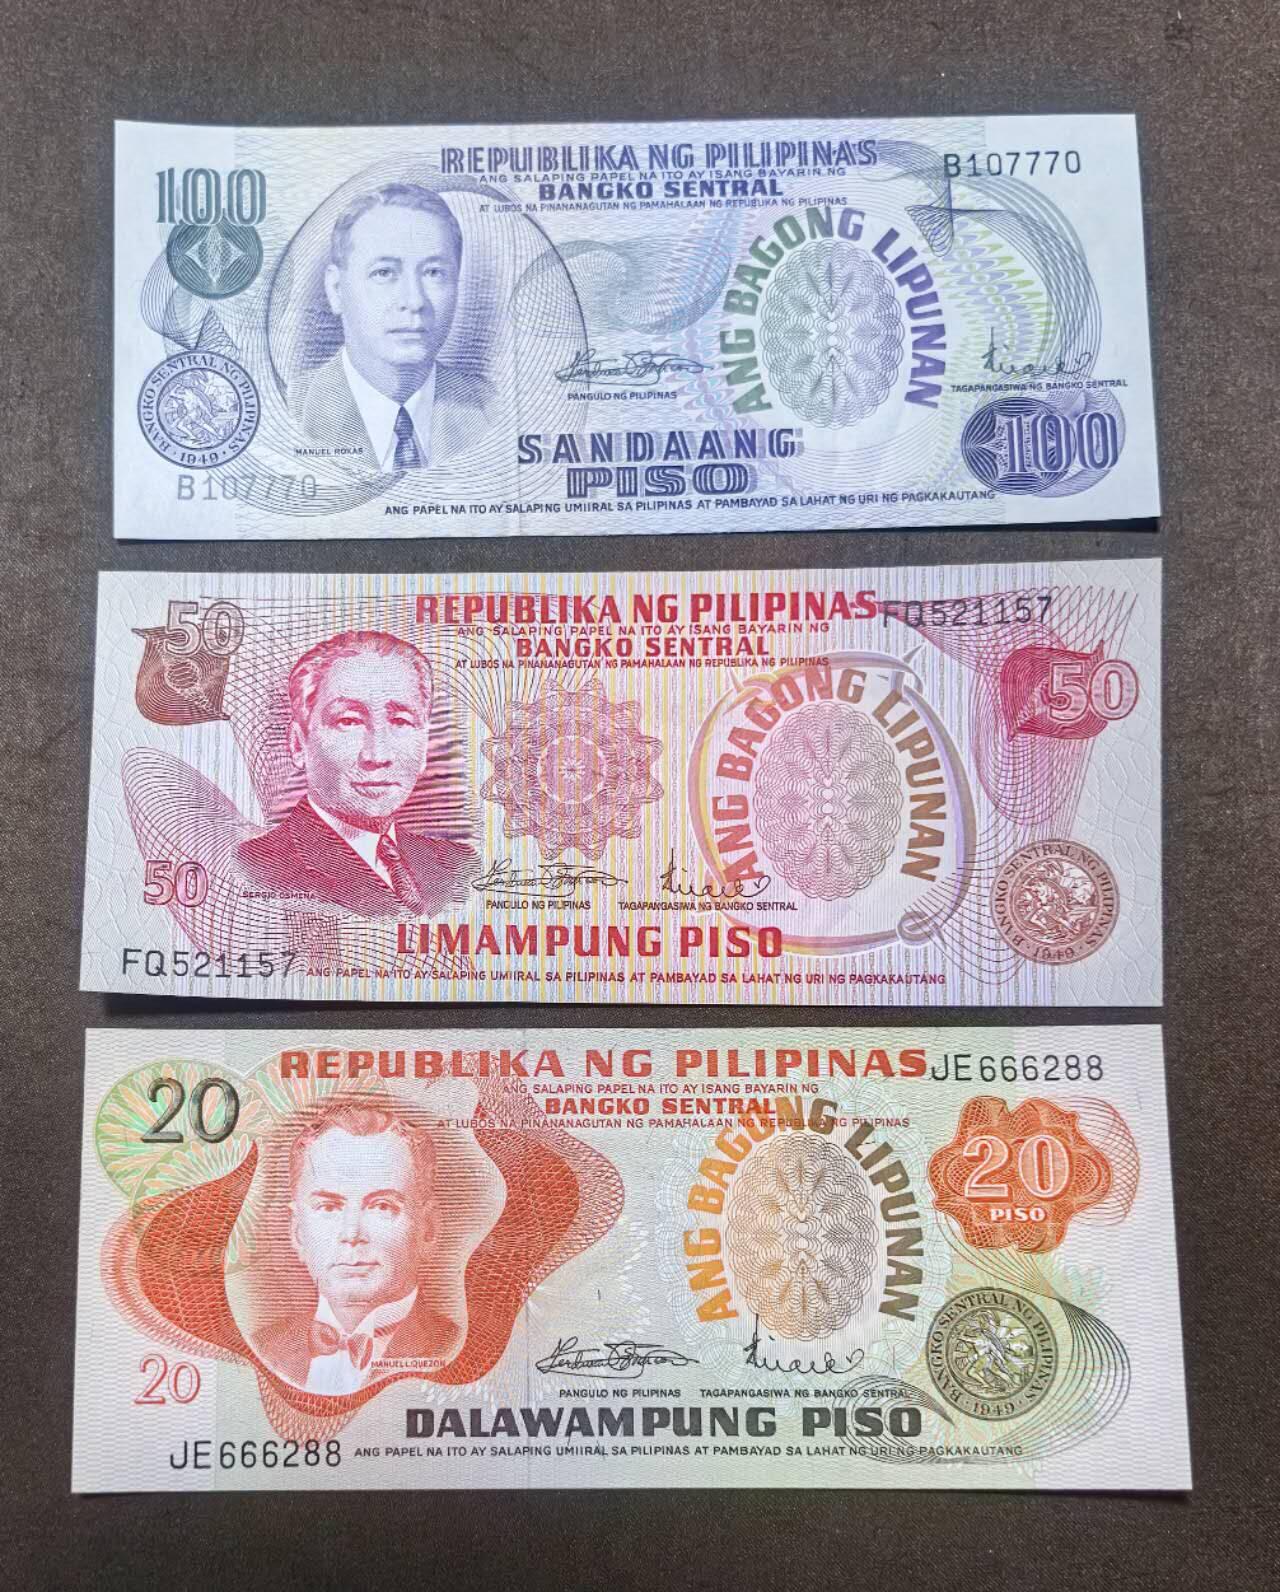 100
REPUBLIKA NG PILIPINAS
B107770
ANG SALAPING PAPEL NA ITO AY ISANG BAYARIN NG
BANGKO SENTRAL
AT LUBOS NA PINANANAGUTAN NG PAMAHALAAN NG REPUBLIKA NG PILIPINAS
ANG BAGONG LIPUNAN
PANGULO NG PILIPINAS
TAGAPANGASIWA NG BANGKO SENTRAL
BANGKO SENTRAL NG PILIPINAS
1949
MANUEL ROXAS
SANDAANG
PISO
100
B107770
ANG PAPEL NA ITO AY SALAPING UMIIRAL SA PILIPINAS AT PAMBAYAD SA LAHAT NG URI NG PAGKAKAUTANG
50
REPUBLIKA NG PILIPINAS
FQ521157
ANG SALAPING PAPEL NA ITO AY ISANG BAYARIN NG
BANGKO SENTRAL
AT LUBOS NA PINANANAGUTAN NG PAMAHALAAN NG REPUBLIKA NG PILIPINAS
50
ANG BAGONG LIPUNAN
50
SERGIO OSMEÑA
PANGULO NG PILIPINAS
TAGAPANGASIWA NG BANGKO SENTRAL
BANGKO SENTRAL NG PILIPINAS
1949
LIMAMPUNG PISO
FQ521157
ANG PAPEL NA ITO AY SALAPING UMIIRAL SA PILIPINAS AT PAMBAYAD SA LAHAT NG URI NG PAGKAKAUTANG
20
REPUBLIKA NG PILIPINAS
JE666288
ANG SALAPING PAPEL NA ITO AY ISANG BAYARIN NG
BANGKO SENTRAL
AT LUBOS NA PINANANAGUTAN NG PAMAHALAAN NG REPUBLIKA NG PILIPINAS
20
PISO
ANG BAGONG LIPUNAN
BANGKO SENTRAL NG PILIPINAS
1949
20
MANUEL L. QUEZON
PANGULO NG PILIPINAS
TAGAPANGASIWA NG BANGKO SENTRAL
DALAWAMPUNG PISO
JE666288
ANG PAPEL NA ITO AY SALAPING UMIIRAL SA PILIPINAS AT PAMBAYAD SA LAHAT NG URI NG PAGKAKAUTANG